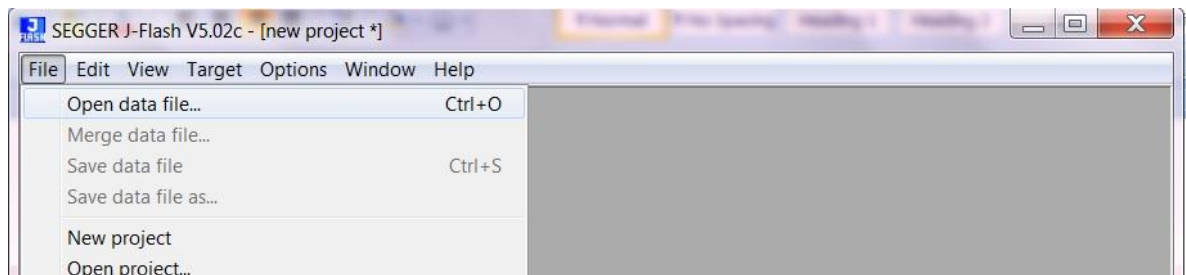 J
FLASH
SEGGER J-Flash V5.02c - [new project *]
File Edit View Target Options Window Help
Open data file... Ctrl+O
Merge data file...
Save data file Ctrl+S
Save data file as...
New project
Open project...